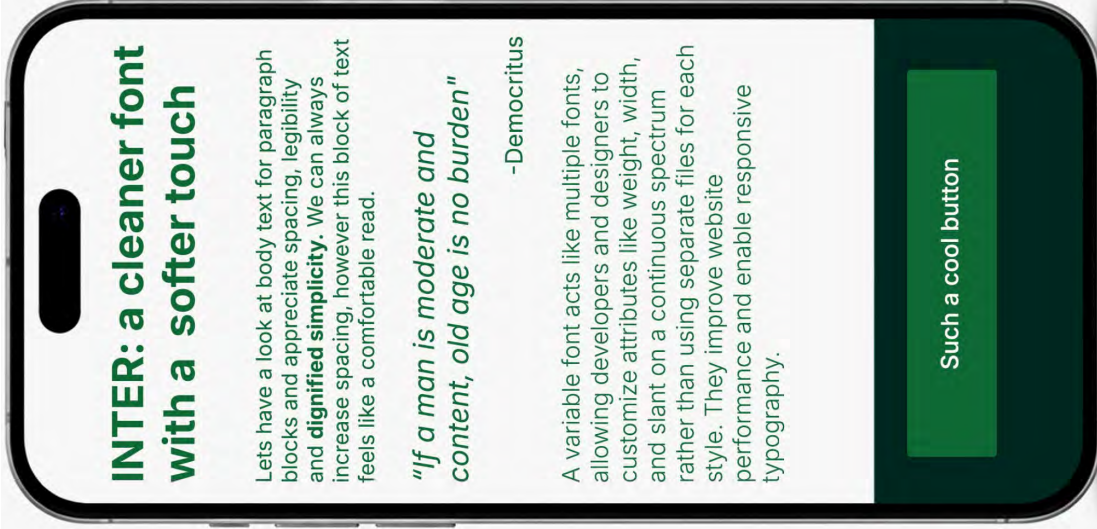 INTER: a cleaner font
with a softer touch
Lets have a look at body text for paragraph
blocks and appreciate spacing, legibility
and dignified simplicity. We can always
increase spacing, however this block of text
feels like a comfortable read.
"If a man is moderate and
content, old age is no burden"
-Democritus
A variable font acts like multiple fonts,
allowing developers and designers to
customize attributes like weight, width,
and slant on a continuous spectrum
rather than using separate files for each
style. They improve website
performance and enable responsive
typography.
Such a cool button